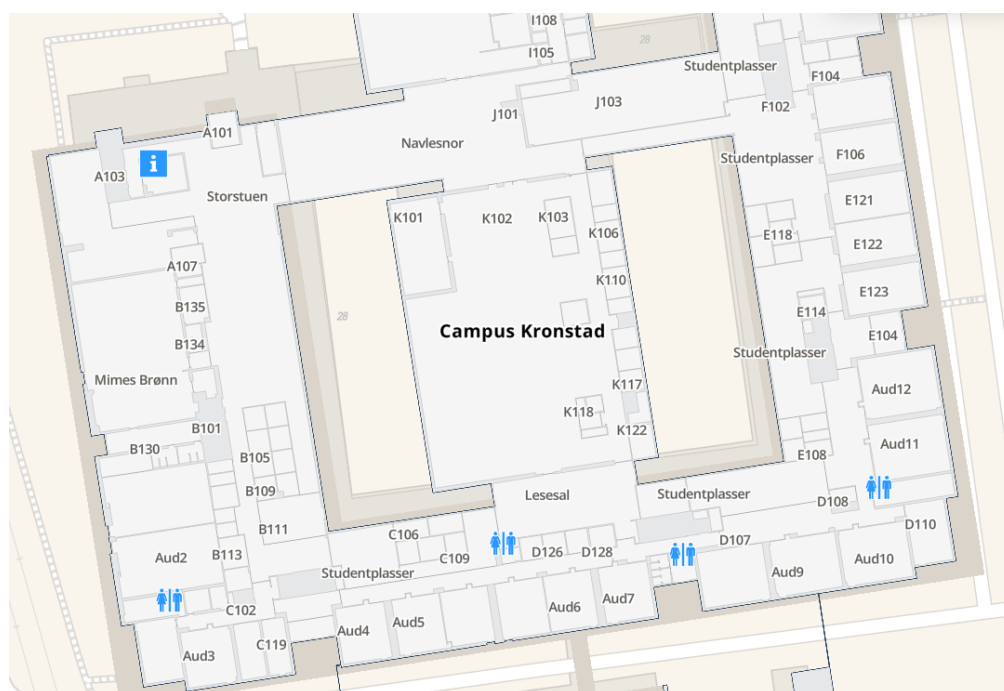 I108
I105
28
Studentplasser
F104
J103
J101
F102
A101
Navlesnor
Studentplasser
F106
A103
i
Storstuen
E121
K101
K102
K103
K106
E118
E122
A107
K110
E123
B135
28
E114
Campus Kronstad
E104
B134
Studentplasser
Mimes Brønn
K117
Aud12
K118
B101
K122
Aud11
B130
B105
E108
B109
Lesesal
Studentplasser
D108
B111
C106
D110
B113
Aud2
C109
D126
D128
D107
Studentplasser
Aud9
Aud10
C102
Aud7
Aud6
Aud5
Aud4
C119
Aud3